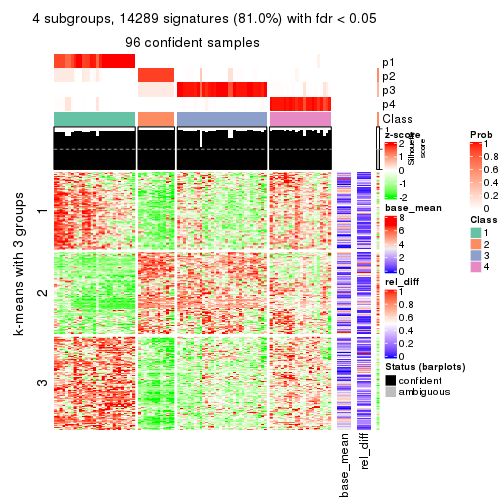 4 subgroups, 14289 signatures (81.0%) with fdr < 0.05
96 confident samples
p1
p2
p3
p4
Class
1
Silhouette
score
k-means with 3 groups
1
2
3
base_mean
rel_diff
z-score
2
1
0
-1
-2
base_mean
8
6
4
2
0
rel_diff
1
0.8
0.6
0.4
0.2
0
Status (barplots)
confident
ambiguous
Prob
1
0.8
0.6
0.4
0.2
0
Class
1
2
3
4